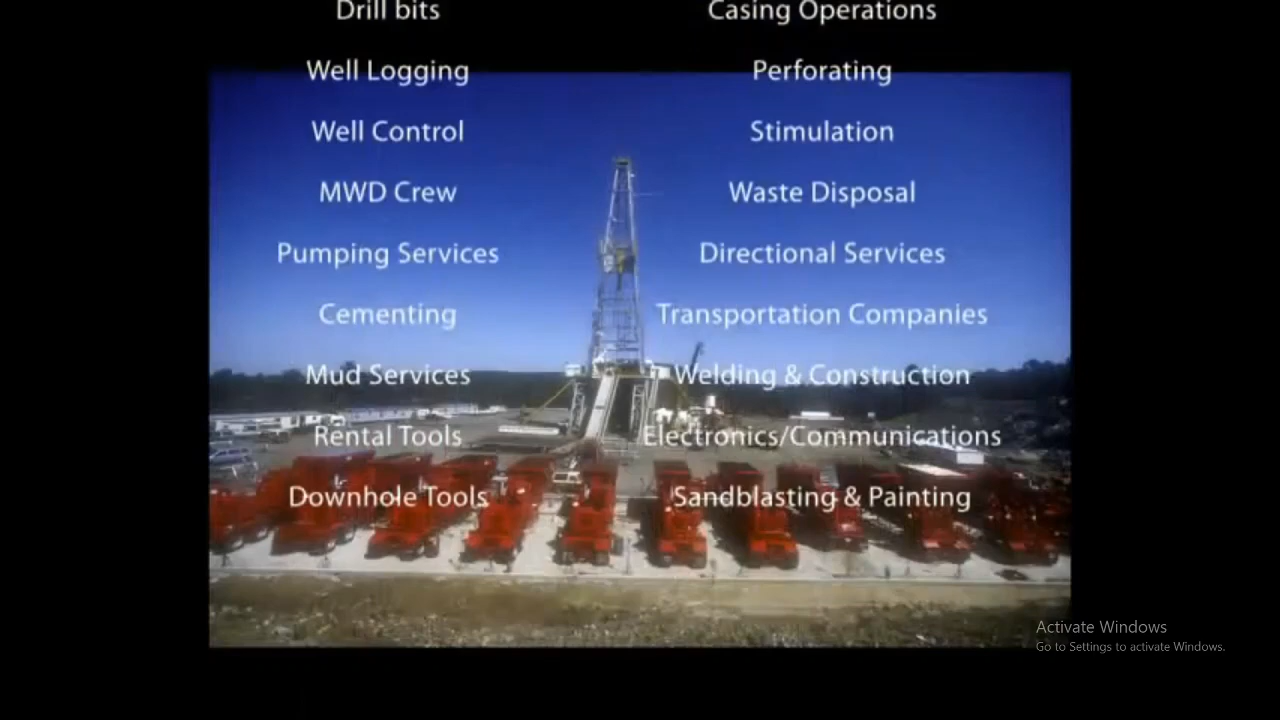 Drill bits
Casing Operations
Well Logging
Perforating
Well Control
Stimulation
MWD Crew
Waste Disposal
Pumping Services
Directional Services
Cementing
Transportation Companies
Mud Services
Welding & Construction
Rental Tools
Electronics/Communications
Downhole Tools
Sandblasting & Painting
Activate Windows
Go to Settings to activate Windows.